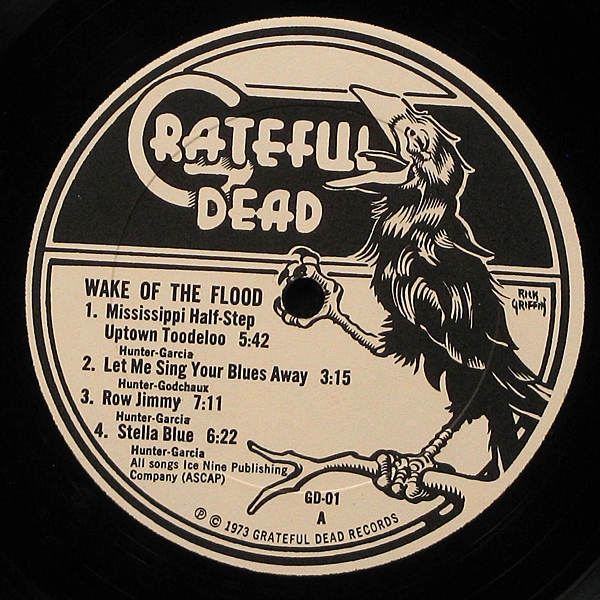 GRATEFUL
DEAD
RICK
GRIFFIN
WAKE OF THE FLOOD
1. Mississippi Half-Step
Uptown Toodeloo 5:42
Hunter-Garcia
2. Let Me Sing Your Blues Away 3:15
Hunter-Godchaux
3. Row Jimmy 7:11
Hunter-Garcia
4. Stella Blue 6:22
Hunter-Garcia
All songs Ice Nine Publishing
Company (ASCAP)
GD-01
A
℗ © 1973 GRATEFUL DEAD RECORDS